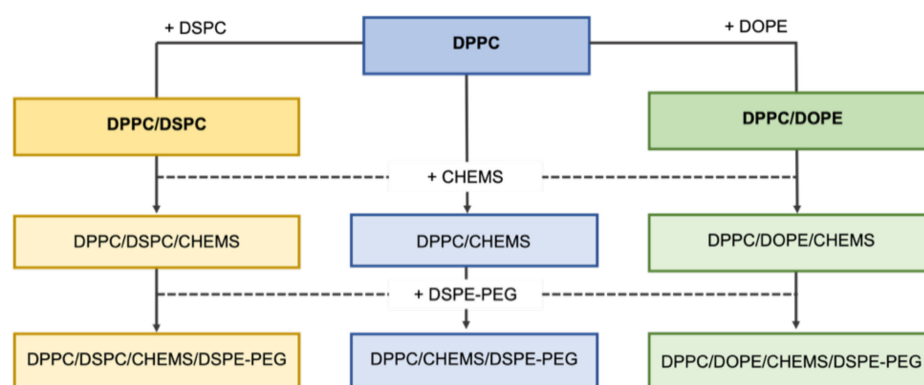 + DSPC
DPPC
+ DOPE
DPPC/DSPC
DPPC/DOPE
+ CHEMS
DPPC/DSPC/CHEMS
DPPC/CHEMS
DPPC/DOPE/CHEMS
+ DSPE-PEG
DPPC/DSPC/CHEMS/DSPE-PEG
DPPC/CHEMS/DSPE-PEG
DPPC/DOPE/CHEMS/DSPE-PEG